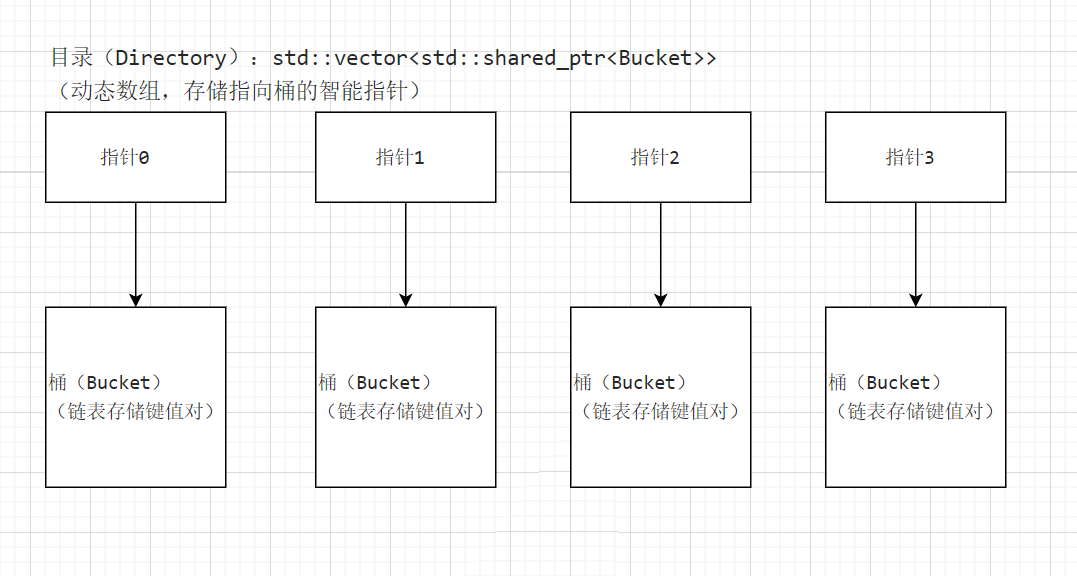 目录（Directory）：std::vector<std::shared_ptr<Bucket>>
（动态数组，存储指向桶的智能指针）
指针0
指针1
指针2
指针3
桶（Bucket）
（链表存储键值对）
桶（Bucket）
（链表存储键值对）
桶（Bucket）
（链表存储键值对）
桶（Bucket）
（链表存储键值对）